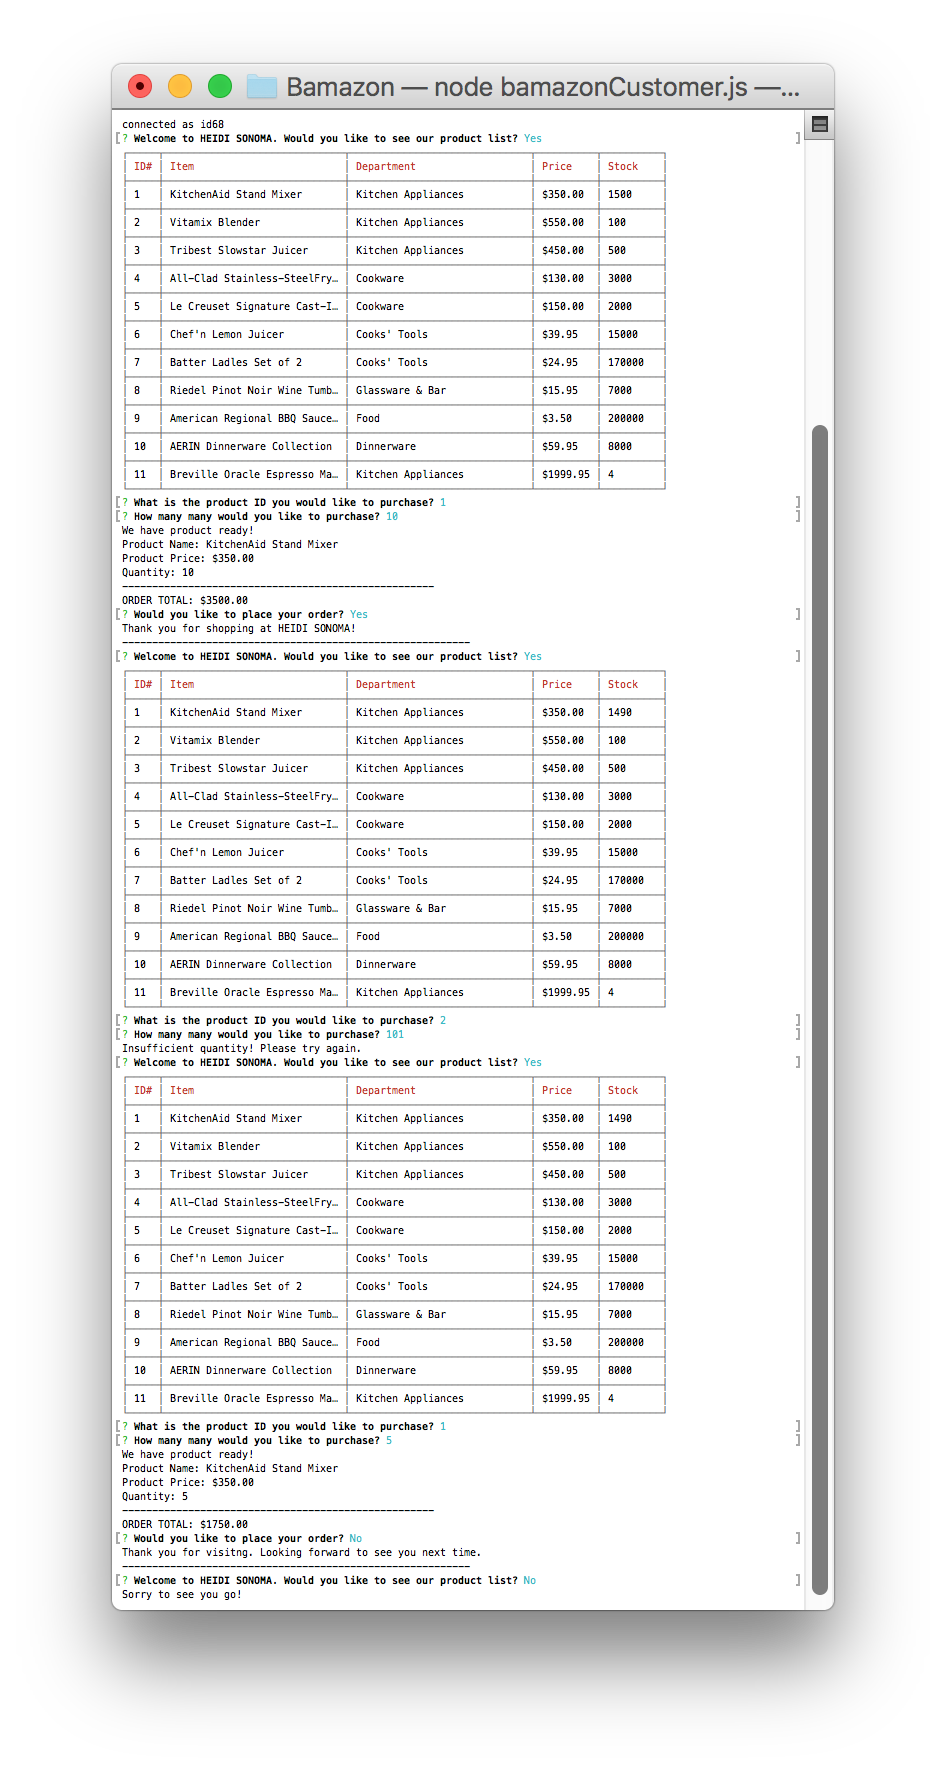 Bamazon — node bamazonCustomer.js —...
connected as id68
[? Welcome to HEIDI SONOMA. Would you like to see our product list? Yes ]
ID# Item Department Price Stock
1 KitchenAid Stand Mixer Kitchen Appliances $350.00 1500
2 Vitamix Blender Kitchen Appliances $550.00 100
3 Tribest Slowstar Juicer Kitchen Appliances $450.00 500
4 All-Clad Stainless-SteelFry… Cookware $130.00 3000
5 Le Creuset Signature Cast-I… Cookware $150.00 2000
6 Chef'n Lemon Juicer Cooks' Tools $39.95 15000
7 Batter Ladles Set of 2 Cooks' Tools $24.95 170000
8 Riedel Pinot Noir Wine Tumb… Glassware & Bar $15.95 7000
9 American Regional BBQ Sauce… Food $3.50 200000
10 AERIN Dinnerware Collection Dinnerware $59.95 8000
11 Breville Oracle Espresso Ma… Kitchen Appliances $1999.95 4
[? What is the product ID you would like to purchase? 1 ]
[? How many many would you like to purchase? 10 ]
We have product ready!
Product Name: KitchenAid Stand Mixer
Product Price: $350.00
Quantity: 10
----------------------------------------------------
ORDER TOTAL: $3500.00
[? Would you like to place your order? Yes ]
Thank you for shopping at HEIDI SONOMA!
----------------------------------------------------------
[? Welcome to HEIDI SONOMA. Would you like to see our product list? Yes ]
ID# Item Department Price Stock
1 KitchenAid Stand Mixer Kitchen Appliances $350.00 1490
2 Vitamix Blender Kitchen Appliances $550.00 100
3 Tribest Slowstar Juicer Kitchen Appliances $450.00 500
4 All-Clad Stainless-SteelFry… Cookware $130.00 3000
5 Le Creuset Signature Cast-I… Cookware $150.00 2000
6 Chef'n Lemon Juicer Cooks' Tools $39.95 15000
7 Batter Ladles Set of 2 Cooks' Tools $24.95 170000
8 Riedel Pinot Noir Wine Tumb… Glassware & Bar $15.95 7000
9 American Regional BBQ Sauce… Food $3.50 200000
10 AERIN Dinnerware Collection Dinnerware $59.95 8000
11 Breville Oracle Espresso Ma… Kitchen Appliances $1999.95 4
[? What is the product ID you would like to purchase? 2 ]
[? How many many would you like to purchase? 101 ]
Insufficient quantity! Please try again.
[? Welcome to HEIDI SONOMA. Would you like to see our product list? Yes ]
ID# Item Department Price Stock
1 KitchenAid Stand Mixer Kitchen Appliances $350.00 1490
2 Vitamix Blender Kitchen Appliances $550.00 100
3 Tribest Slowstar Juicer Kitchen Appliances $450.00 500
4 All-Clad Stainless-SteelFry… Cookware $130.00 3000
5 Le Creuset Signature Cast-I… Cookware $150.00 2000
6 Chef'n Lemon Juicer Cooks' Tools $39.95 15000
7 Batter Ladles Set of 2 Cooks' Tools $24.95 170000
8 Riedel Pinot Noir Wine Tumb… Glassware & Bar $15.95 7000
9 American Regional BBQ Sauce… Food $3.50 200000
10 AERIN Dinnerware Collection Dinnerware $59.95 8000
11 Breville Oracle Espresso Ma… Kitchen Appliances $1999.95 4
[? What is the product ID you would like to purchase? 1 ]
[? How many many would you like to purchase? 5 ]
We have product ready!
Product Name: KitchenAid Stand Mixer
Product Price: $350.00
Quantity: 5
----------------------------------------------------
ORDER TOTAL: $1750.00
[? Would you like to place your order? No ]
Thank you for visitng. Looking forward to see you next time.
----------------------------------------------------------
[? Welcome to HEIDI SONOMA. Would you like to see our product list? No ]
Sorry to see you go!